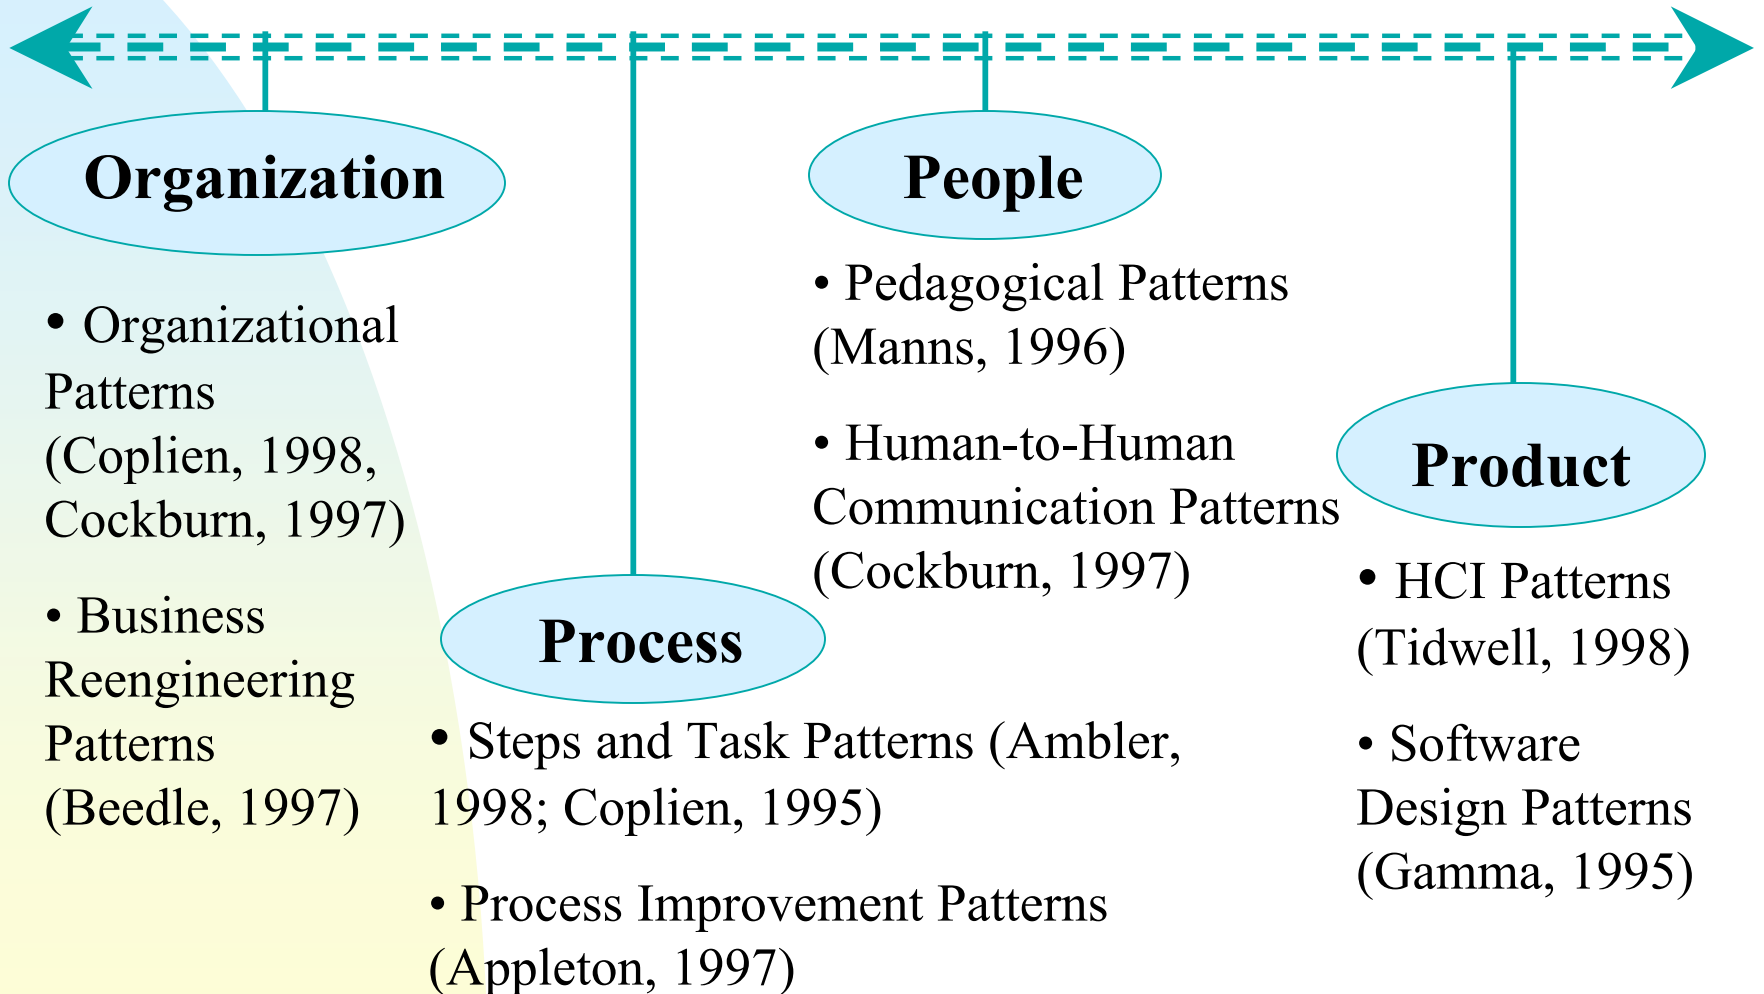 Organization
• Organizational
Patterns
(Coplien, 1998,
Cockburn, 1997)
• Business
Reengineering
Patterns
(Beedle, 1997)
Process
• Steps and Task Patterns (Ambler,
1998; Coplien, 1995)
• Process Improvement Patterns
(Appleton, 1997)
People
• Pedagogical Patterns
(Manns, 1996)
• Human-to-Human
Communication Patterns
(Cockburn, 1997)
Product
• HCI Patterns
(Tidwell, 1998)
• Software
Design Patterns
(Gamma, 1995)